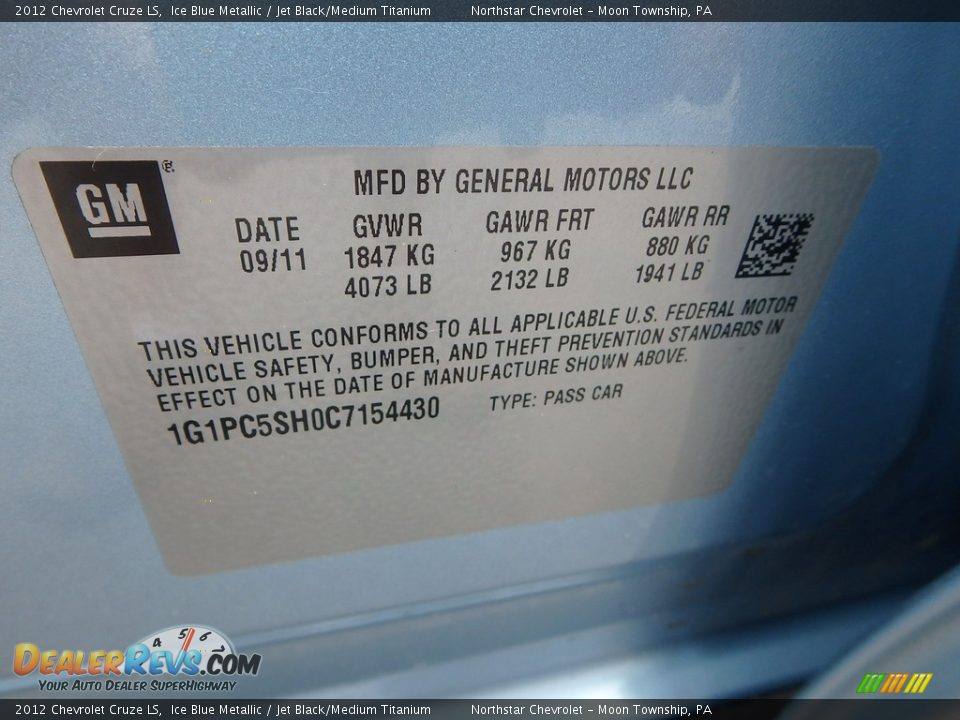 2012 Chevrolet Cruze LS, Ice Blue Metallic / Jet Black/Medium Titanium Northstar Chevrolet - Moon Township, PA
GM ®
MFD BY GENERAL MOTORS LLC
DATE GVWR GAWR FRT GAWR RR
09/11 1847 KG 967 KG 880 KG
4073 LB 2132 LB 1941 LB
THIS VEHICLE CONFORMS TO ALL APPLICABLE U.S. FEDERAL MOTOR
VEHICLE SAFETY, BUMPER, AND THEFT PREVENTION STANDARDS IN
EFFECT ON THE DATE OF MANUFACTURE SHOWN ABOVE.
1G1PC5SH0C7154430 TYPE: PASS CAR
4 5 6 7
DealerRevs.com
Your Auto Dealer SuperHighway
2012 Chevrolet Cruze LS, Ice Blue Metallic / Jet Black/Medium Titanium Northstar Chevrolet - Moon Township, PA